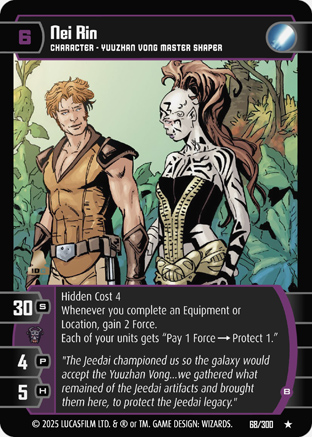 6 Nei Rin
CHARACTER - YUUZHAN VONG MASTER SHAPER
30 S
Hidden Cost 4
Whenever you complete an Equipment or
Location, gain 2 Force.
Each of your units gets "Pay 1 Force → Protect 1."
4 P
5 H
"The Jeedai championed us so the galaxy would
accept the Yuuzhan Vong...we gathered what
remained of the Jeedai artifacts and brought
them here, to protect the Jeedai legacy."
B
© 2025 LUCASFILM LTD. & ® or TM. GAME DESIGN: WIZARDS. 68/300 ★